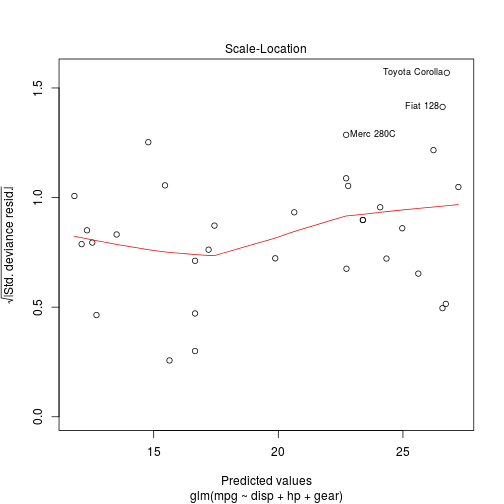 Scale-Location
Toyota Corolla
Fiat 128
Merc 280C
1.5
1.0
0.5
0.0
√|Std. deviance resid.|
15 20 25
Predicted values
glm(mpg ~ disp + hp + gear)